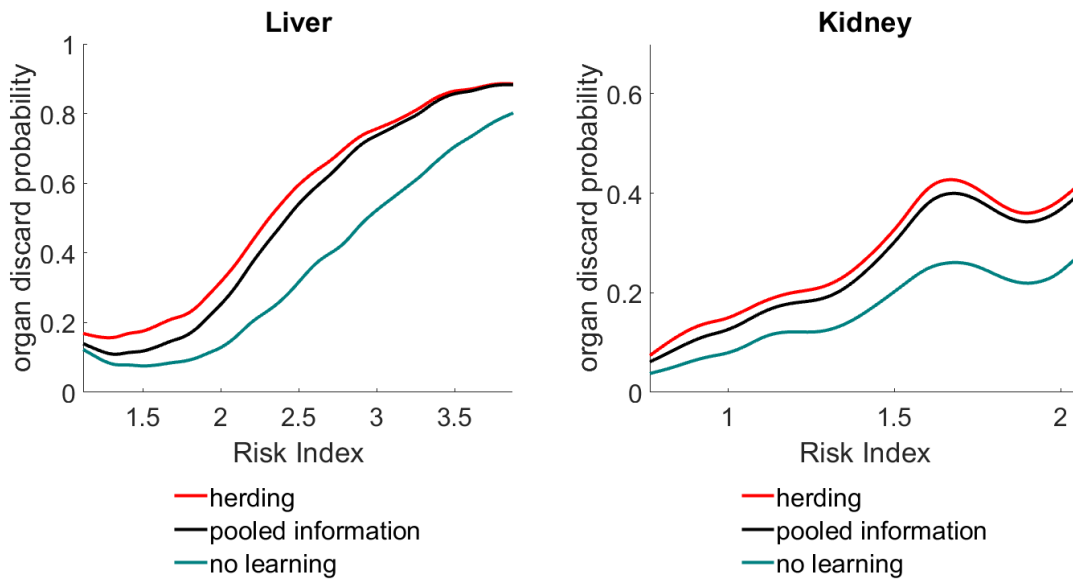 Liver
organ discard probability
1
0.8
0.6
0.4
0.2
0
1.5 2 2.5 3 3.5
Risk Index
herding
pooled information
no learning
Kidney
organ discard probability
0.6
0.4
0.2
0
1 1.5 2
Risk Index
herding
pooled information
no learning